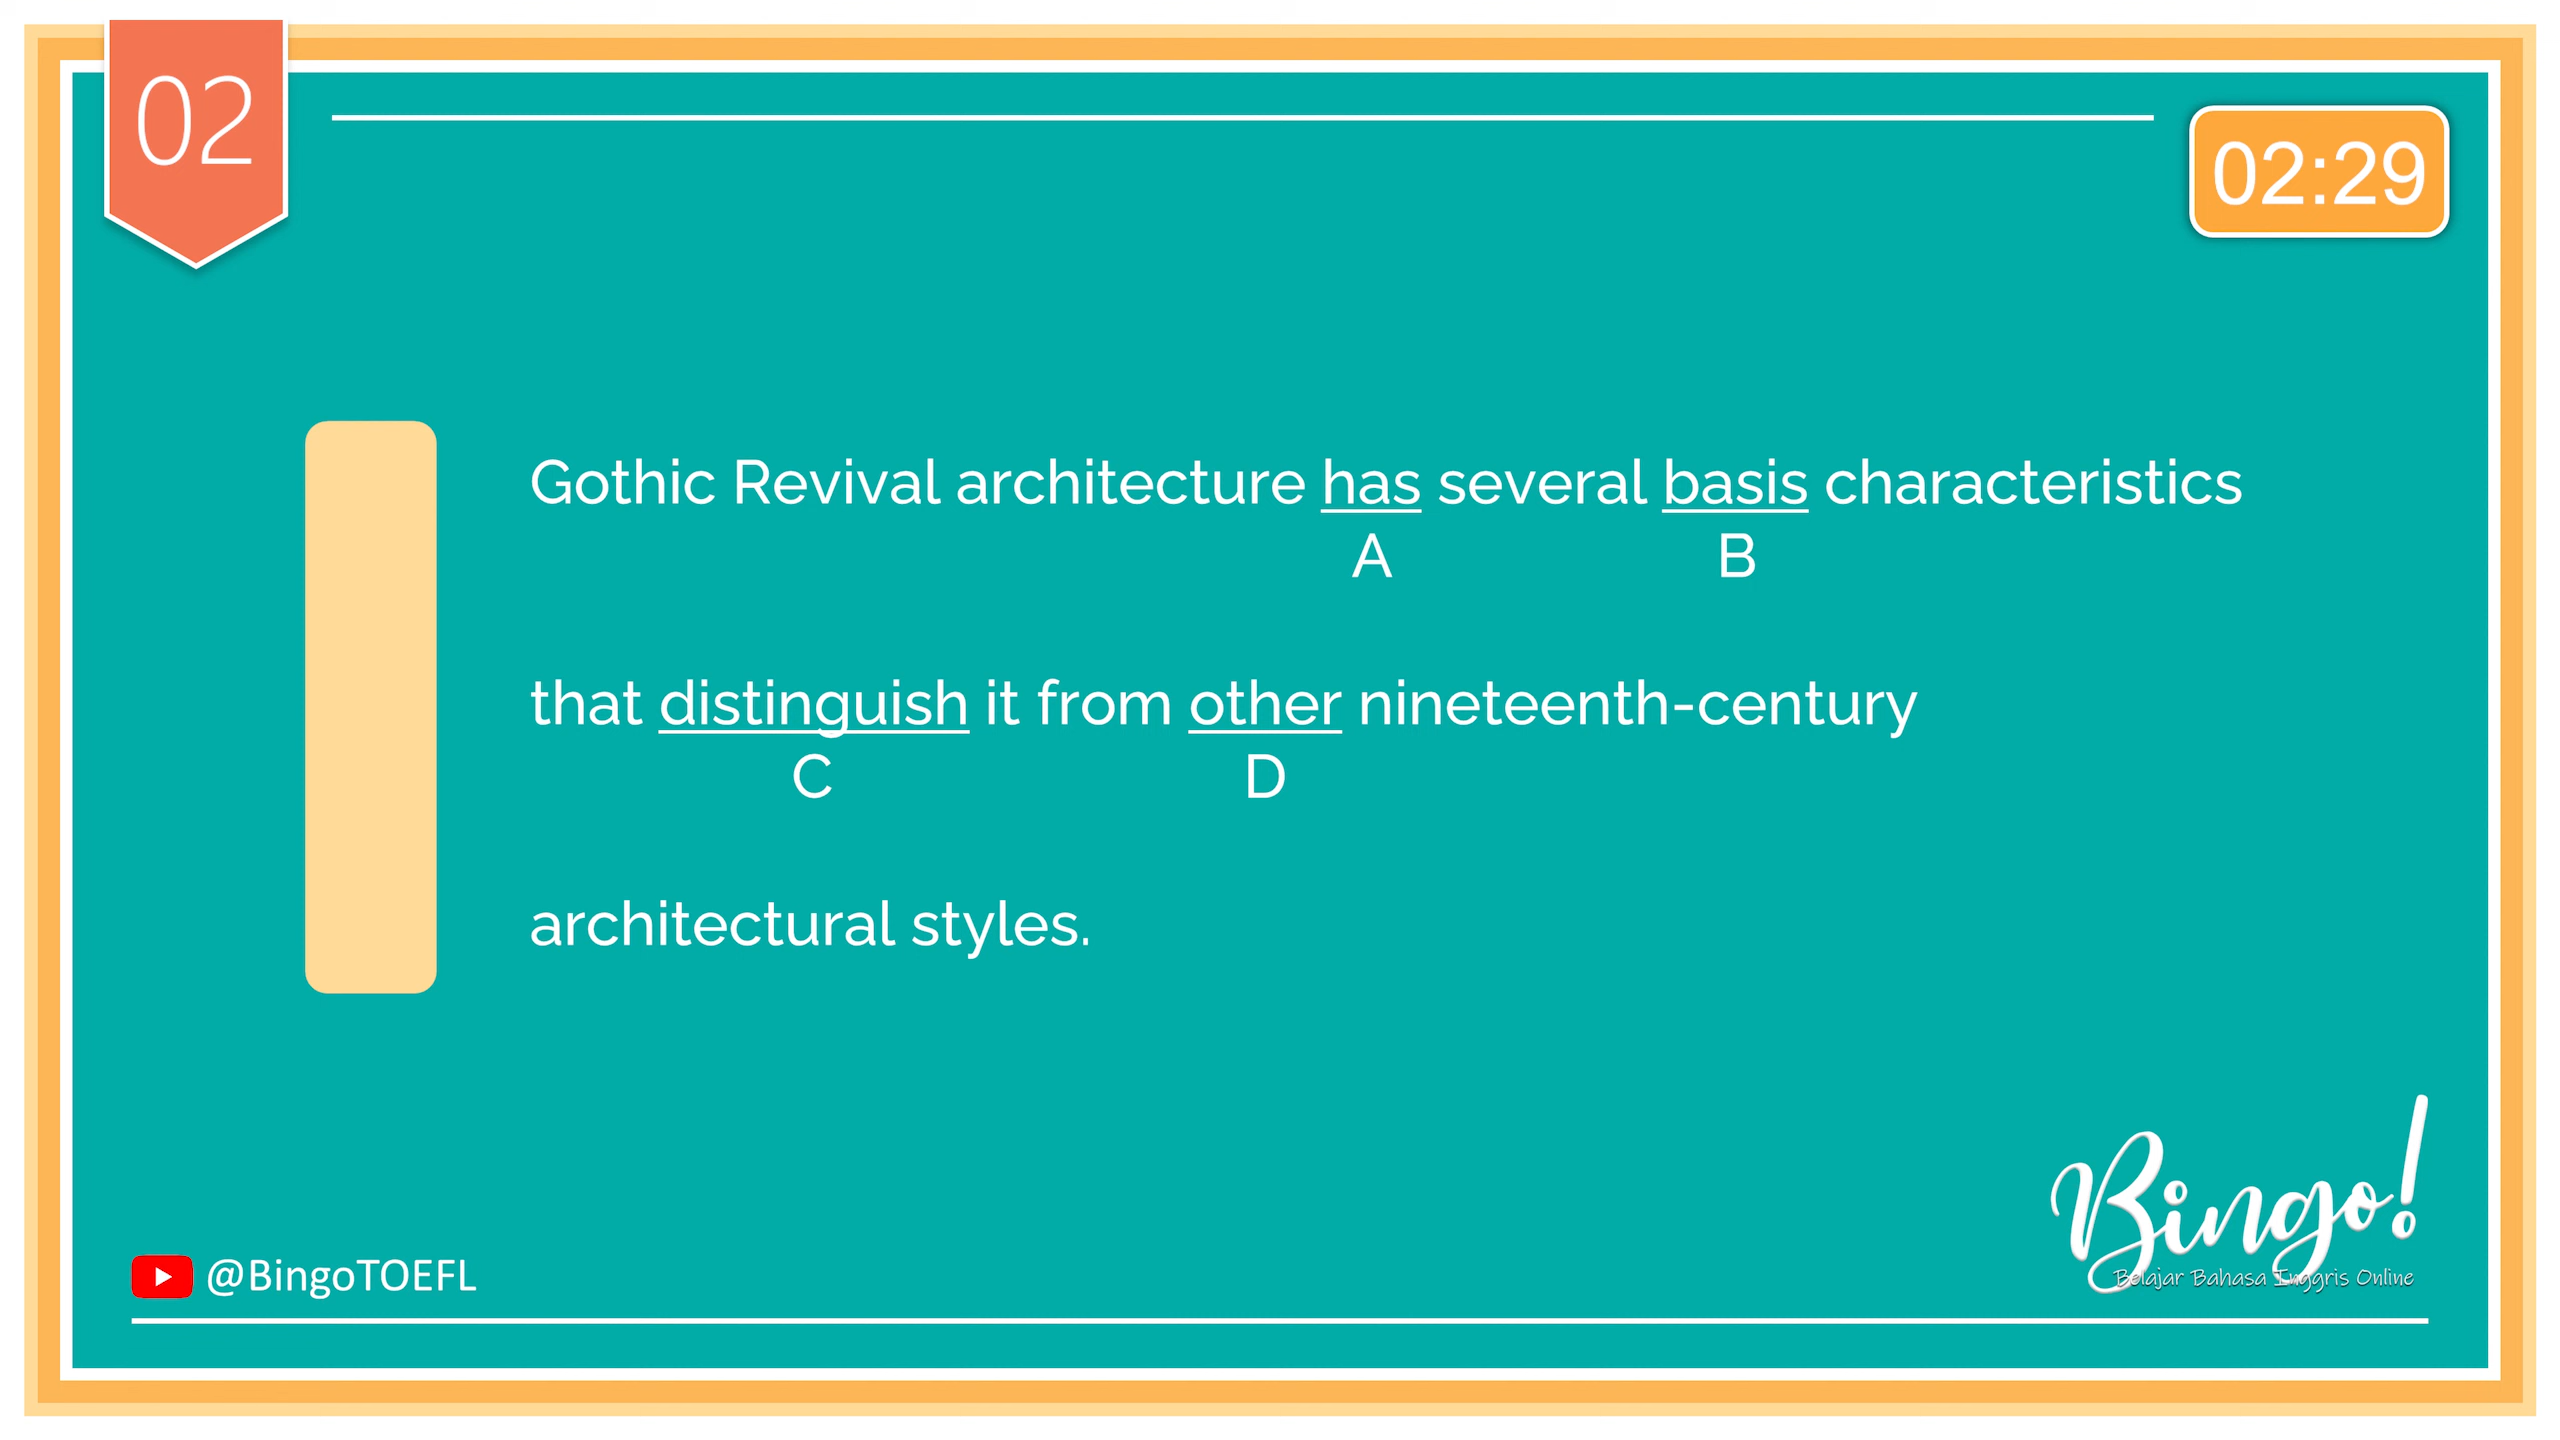 02
02:29
Gothic Revival architecture has several basis characteristics
A B
that distinguish it from other nineteenth-century
C D
architectural styles.
Bingo!
Belajar Bahasa Inggris Online
@BingoTOEFL